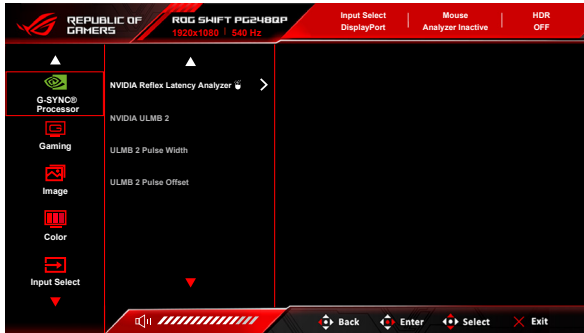 REPUBLIC OF
GAMERS
ROG SWIFT PG248QP
1920x1080 | 540 Hz
Input Select
DisplayPort
Mouse
Analyzer Inactive
HDR
OFF
G-SYNC®
Processor
Gaming
Image
Color
Input Select
NVIDIA Reflex Latency Analyzer
NVIDIA ULMB 2
ULMB 2 Pulse Width
ULMB 2 Pulse Offset
Back
Enter
Select
Exit